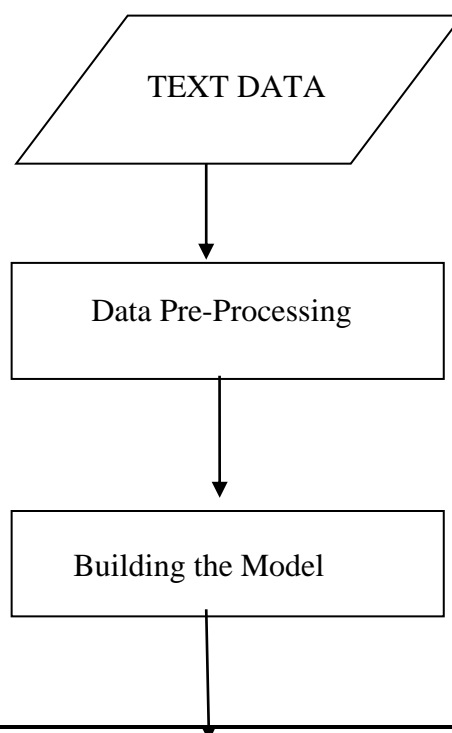 TEXT DATA
Data Pre-Processing
Building the Model